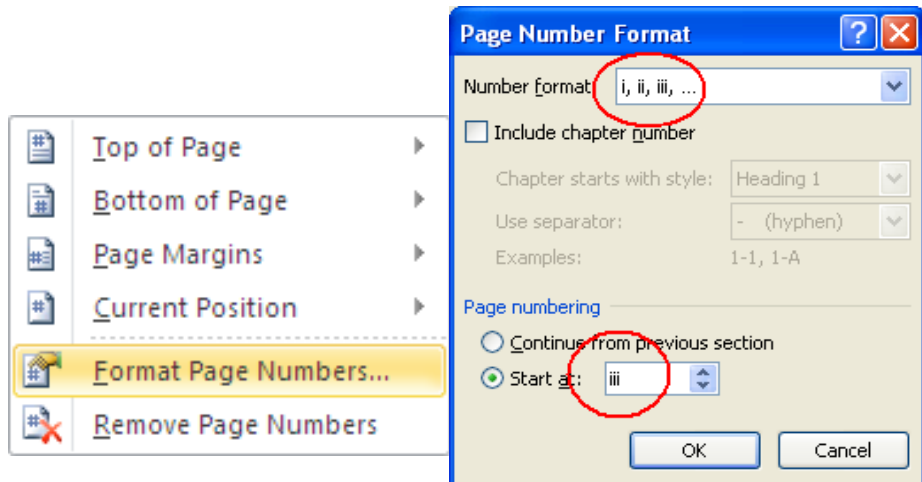 Top of Page
Bottom of Page
Page Margins
Current Position
Format Page Numbers...
Remove Page Numbers
Page Number Format
Number format: i, ii, iii, ...
Include chapter number
Chapter starts with style: Heading 1
Use separator: - (hyphen)
Examples: 1-1, 1-A
Page numbering
Continue from previous section
Start at: iii
OK Cancel